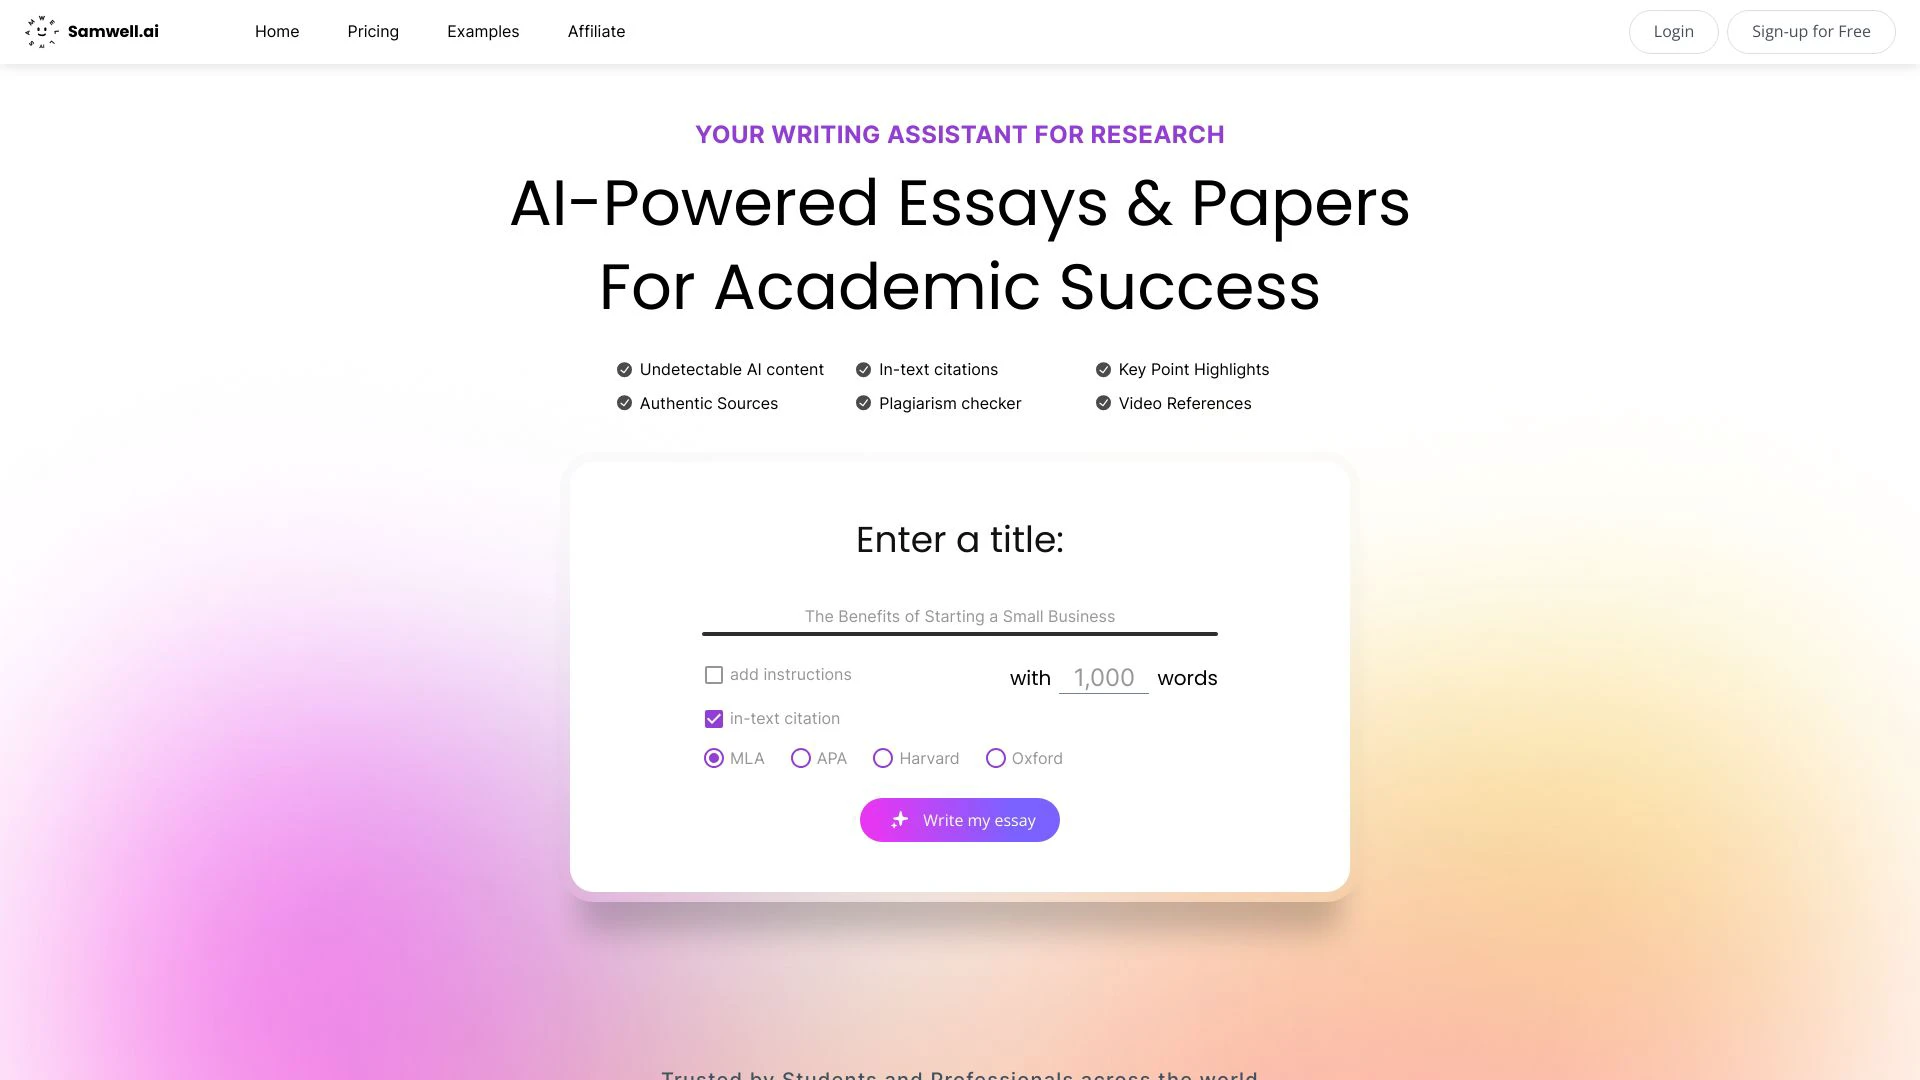 Samwell.ai
Home
Pricing
Examples
Affiliate
Login
Sign-up for Free
YOUR WRITING ASSISTANT FOR RESEARCH
AI-Powered Essays & Papers
For Academic Success
Undetectable AI content
In-text citations
Key Point Highlights
Authentic Sources
Plagiarism checker
Video References
Enter a title:
The Benefits of Starting a Small Business
add instructions
with 1,000 words
in-text citation
MLA
APA
Harvard
Oxford
Write my essay
Trusted by Students and Professionals across the world